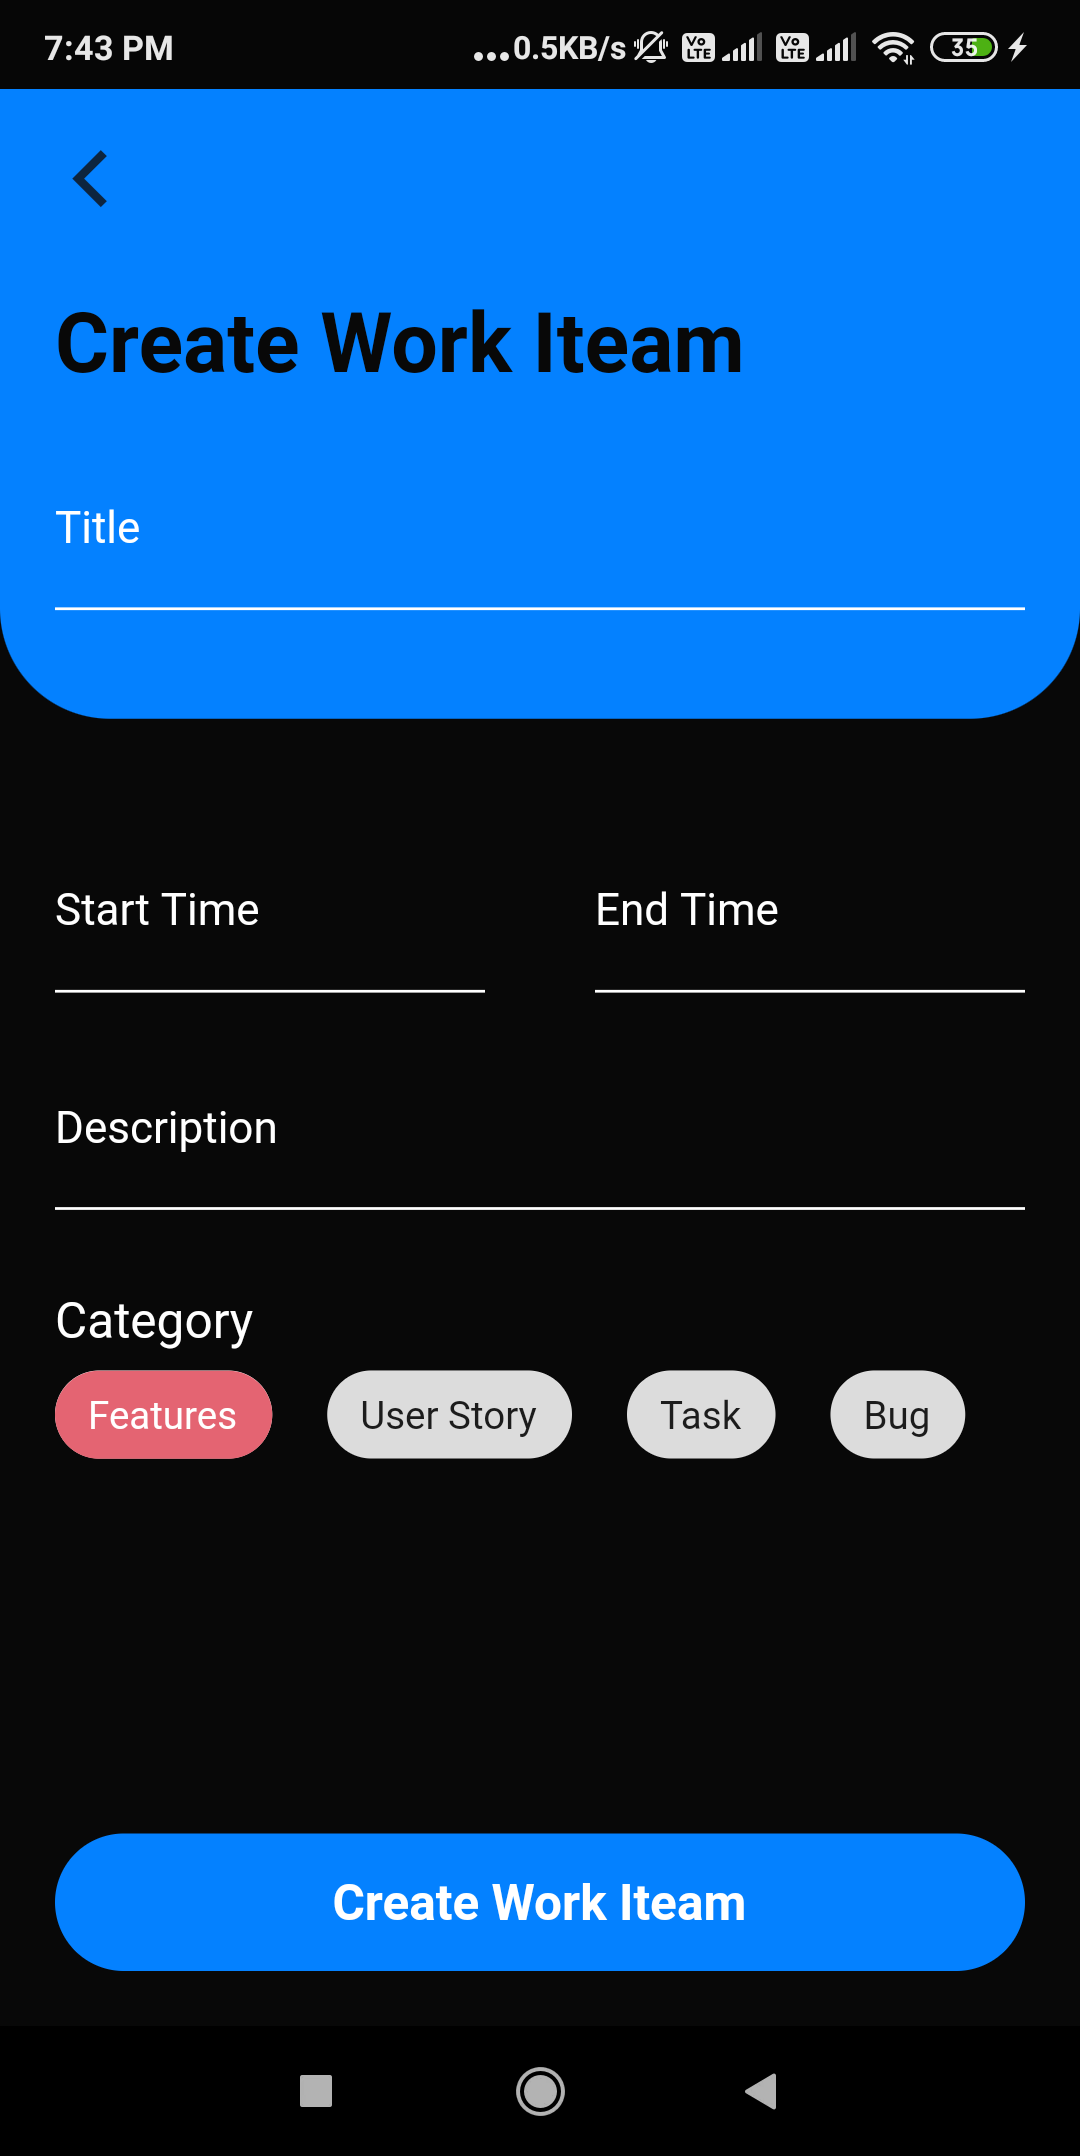 7:43 PM ...0.5KB/s Vo LTE Vo LTE 35
Create Work Iteam
Title
Start Time End Time
Description
Category
Features User Story Task Bug
Create Work Iteam